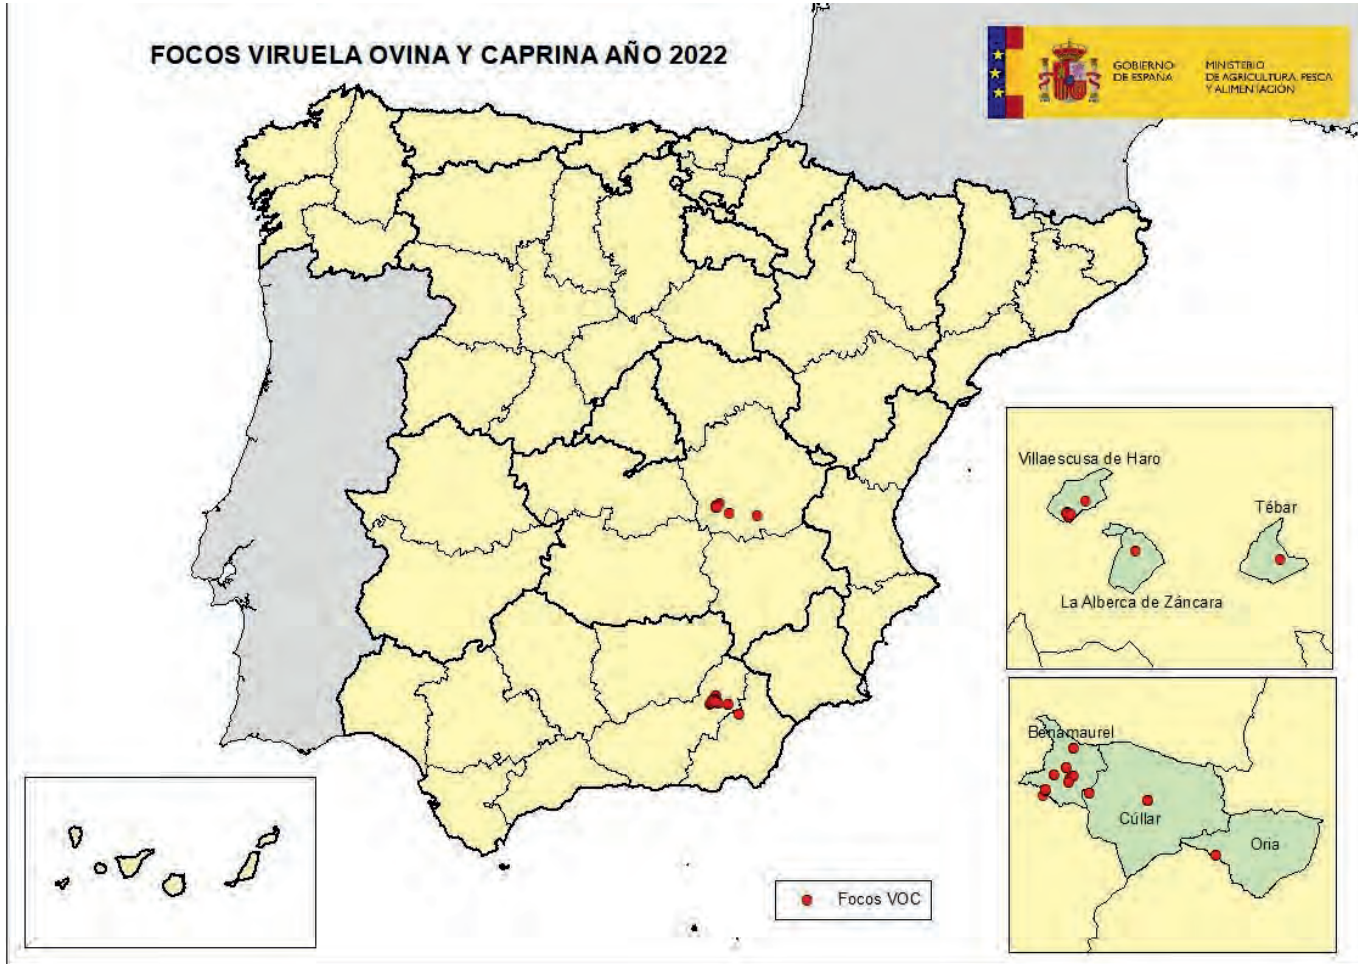 FOCOS VIRUELA OVINA Y CAPRINA AÑO 2022
GOBIERNO
DE ESPAÑA
MINISTERIO
DE AGRICULTURA, PESCA
Y ALIMENTACIÓN
Villaescusa de Haro
Tébar
La Alberca de Záncara
Benamaurel
Cúllar
Oria
Focos VOC